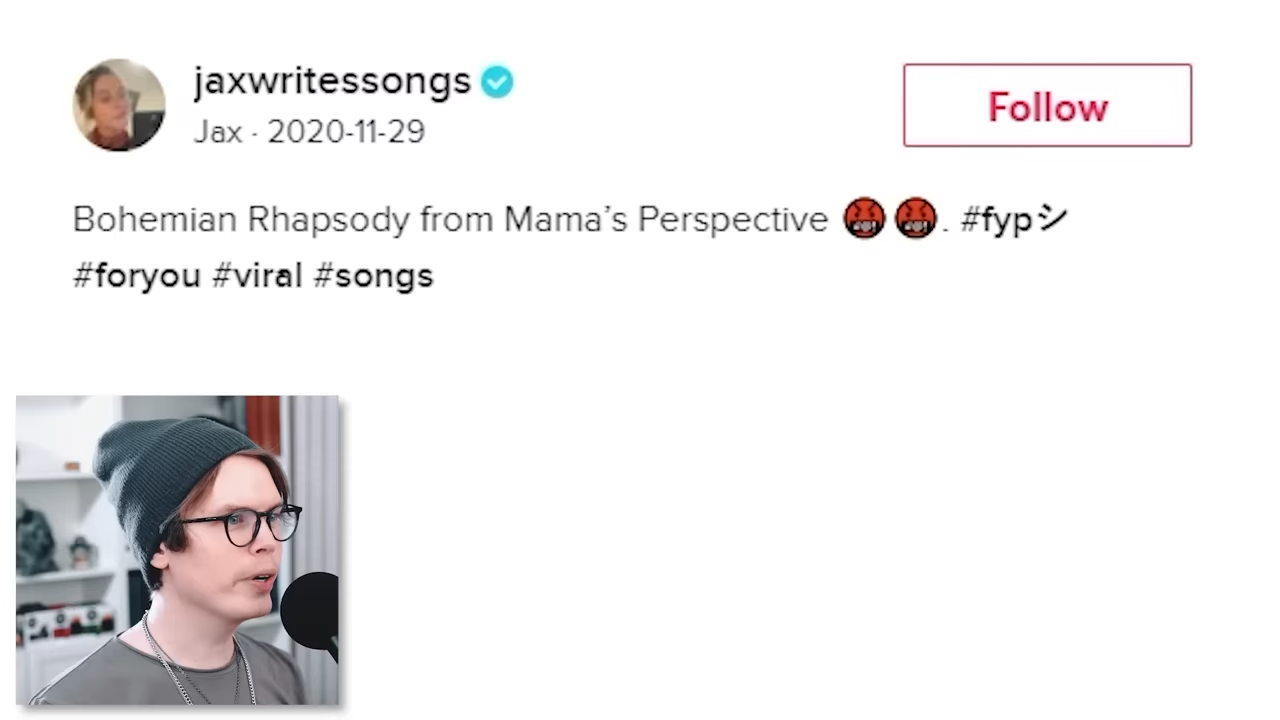 jaxwritessongs
Jax · 2020-11-29
Follow
Bohemian Rhapsody from Mama’s Perspective 🤬🤬. #fypシ
#foryou #viral #songs